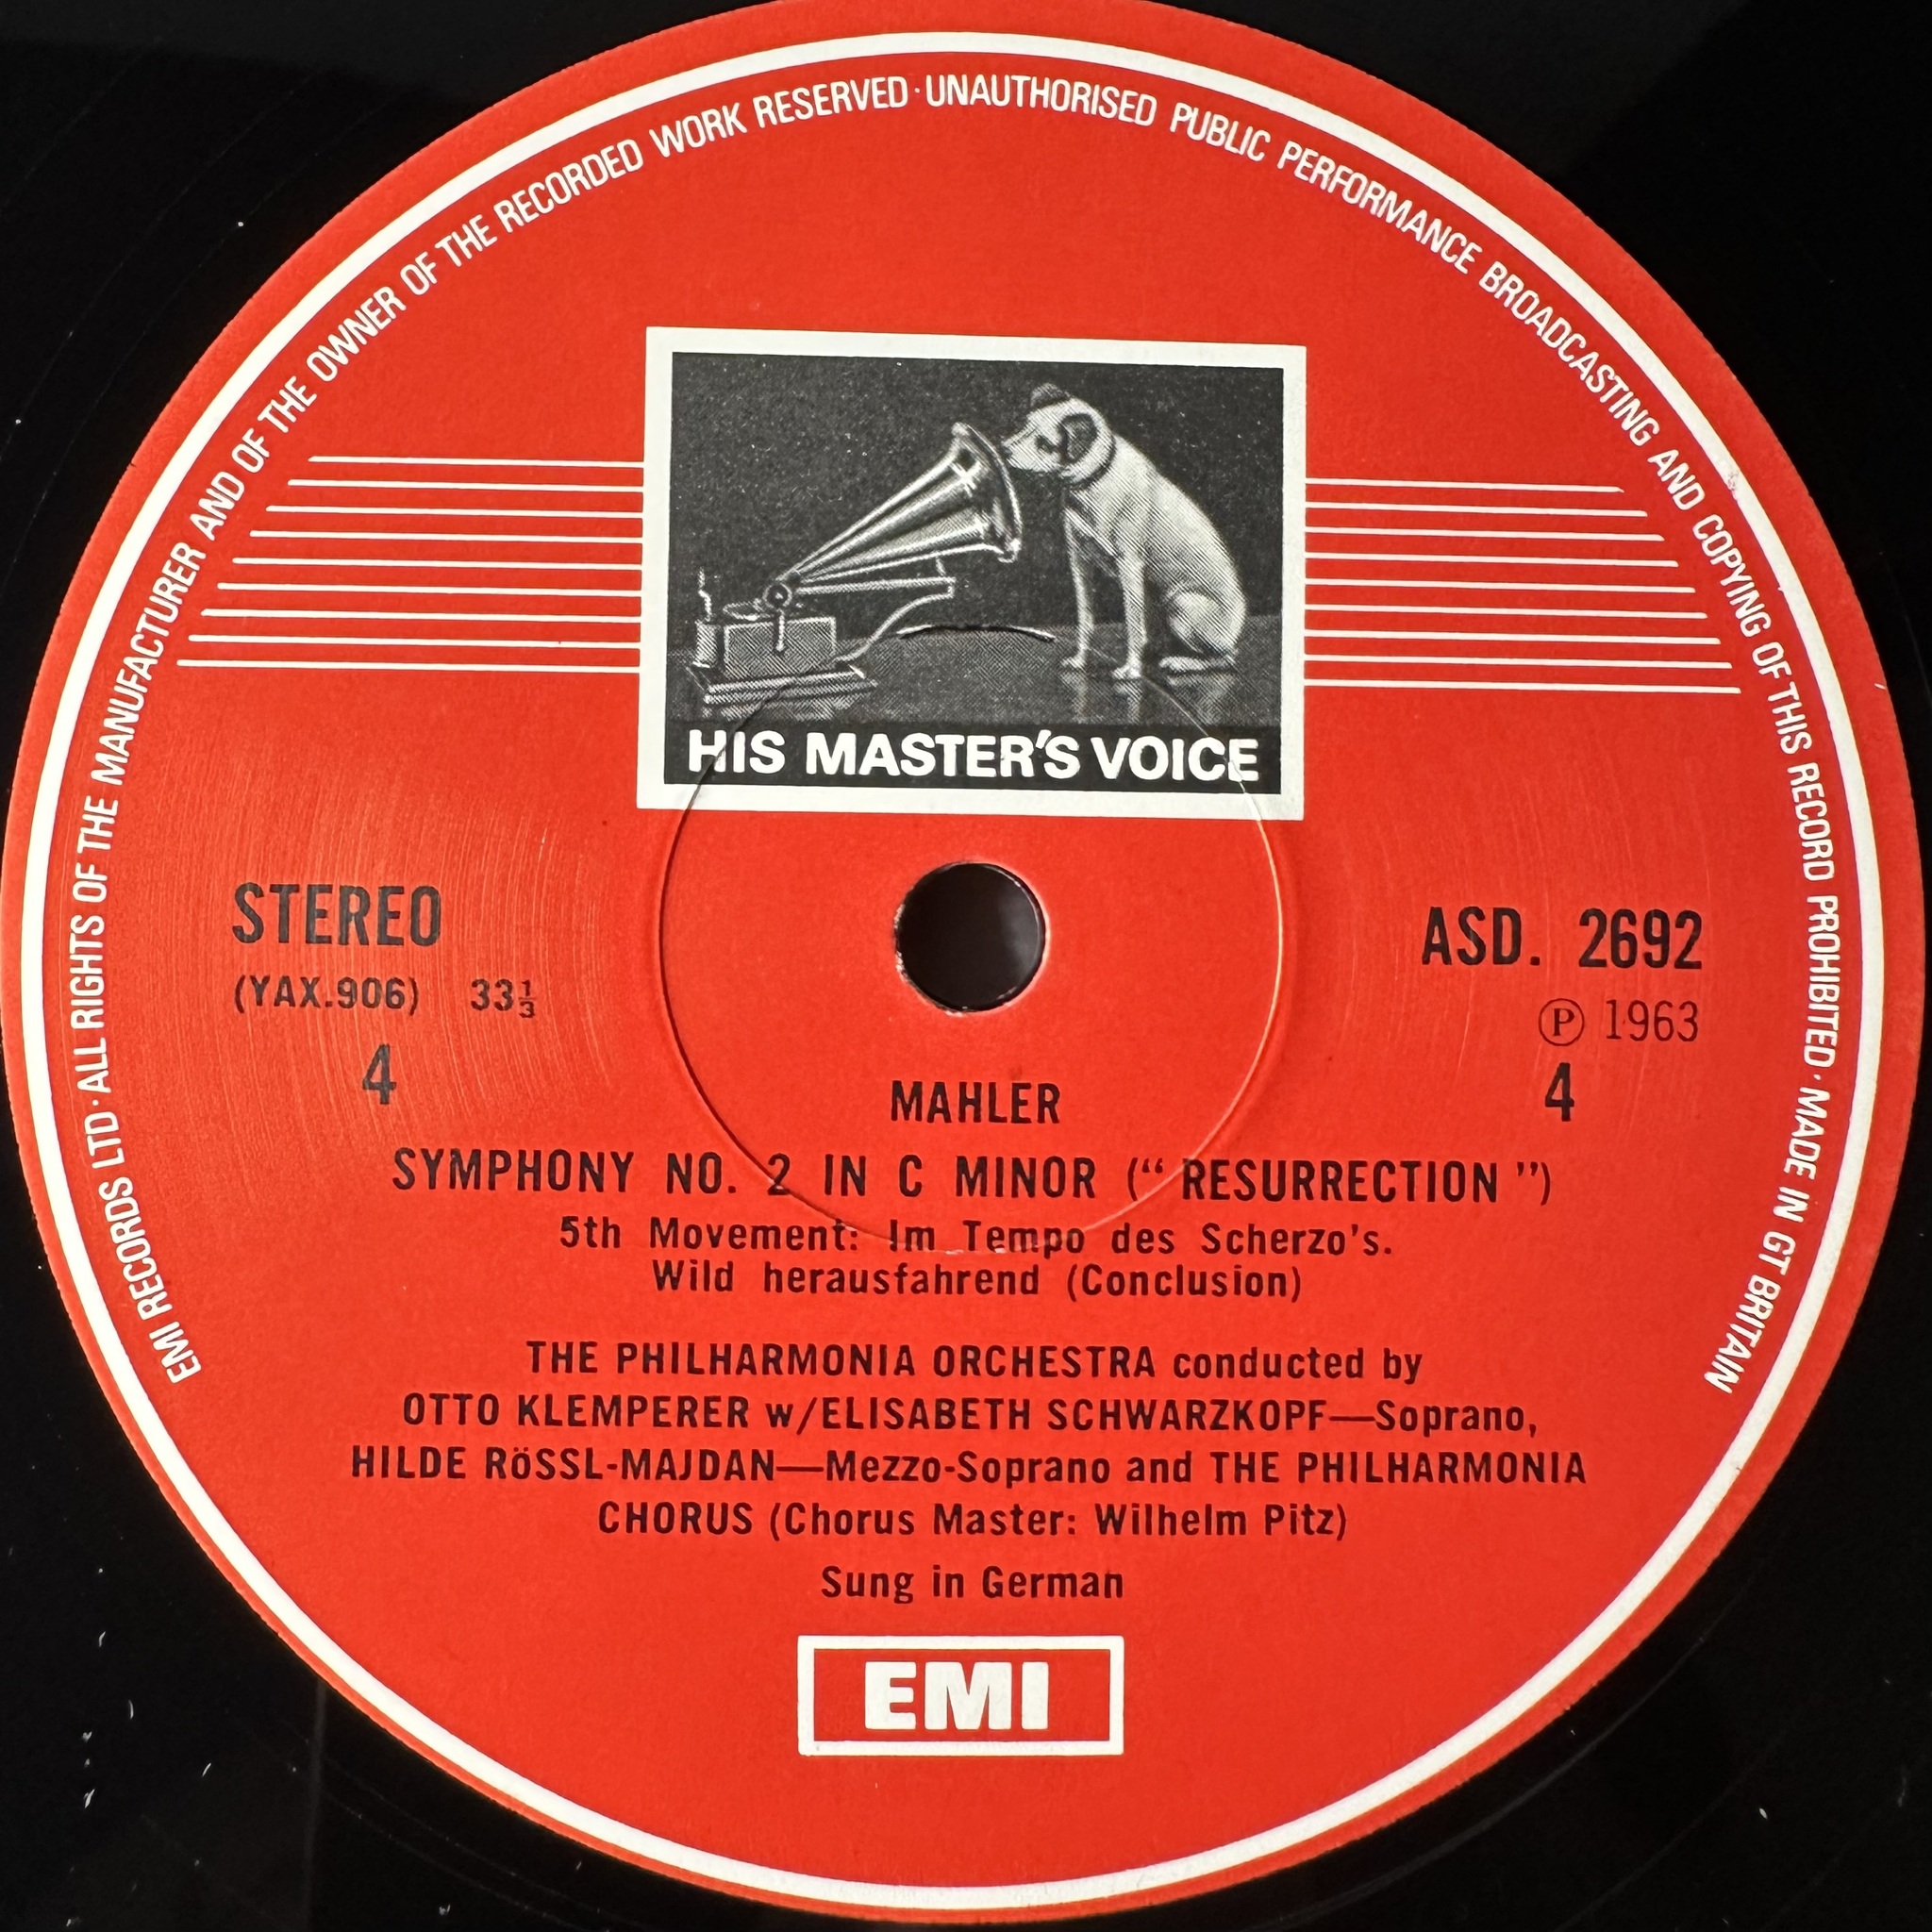 EMI RECORDS LTD · ALL RIGHTS OF THE MANUFACTURER AND OF THE OWNER OF THE RECORDED WORK RESERVED · UNAUTHORISED PUBLIC PERFORMANCE BROADCASTING AND COPYING OF THIS RECORD PROHIBITED · MADE IN GT BRITAIN
HIS MASTER'S VOICE
STEREO
(YAX.906) 33⅓
4
ASD. 2692
℗ 1963
4
MAHLER
SYMPHONY NO. 2 IN C MINOR (“ RESURRECTION ”)
5th Movement: Im Tempo des Scherzo's.
Wild herausfahrend (Conclusion)
THE PHILHARMONIA ORCHESTRA conducted by
OTTO KLEMPERER w/ELISABETH SCHWARZKOPF—Soprano,
HILDE RöSSL-MAJDAN—Mezzo-Soprano and THE PHILHARMONIA
CHORUS (Chorus Master: Wilhelm Pitz)
Sung in German
EMI